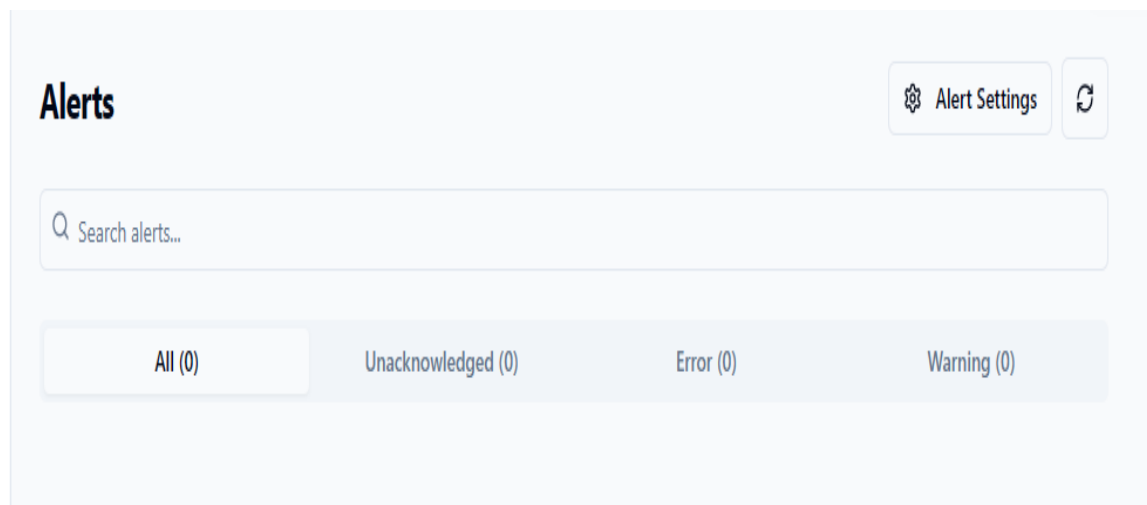 Alerts
Alert Settings
Search alerts...
All (0)
Unacknowledged (0)
Error (0)
Warning (0)